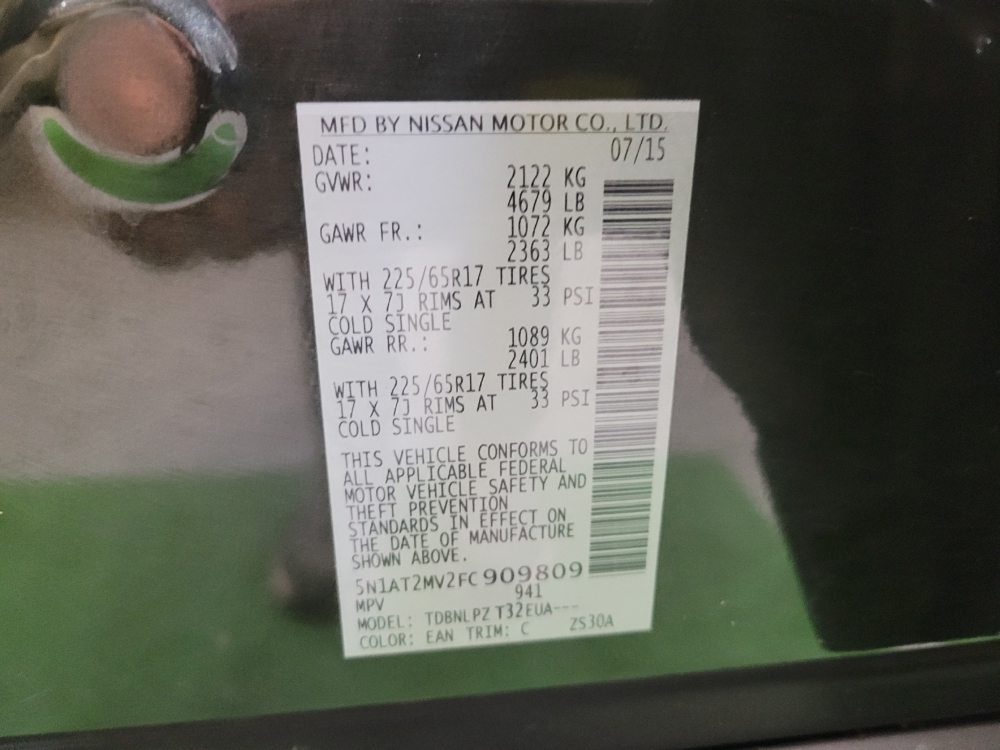 MFD BY NISSAN MOTOR CO., LTD.
DATE: 07/15
GVWR: 2122 KG
4679 LB
GAWR FR.: 1072 KG
2363 LB
WITH 225/65R17 TIRES
17 X 7J RIMS AT 33 PSI
COLD SINGLE
GAWR RR.: 1089 KG
2401 LB
WITH 225/65R17 TIRES
17 X 7J RIMS AT 33 PSI
COLD SINGLE
THIS VEHICLE CONFORMS TO
ALL APPLICABLE FEDERAL
MOTOR VEHICLE SAFETY AND
THEFT PREVENTION
STANDARDS IN EFFECT ON
THE DATE OF MANUFACTURE
SHOWN ABOVE.
5N1AT2MV2FC909809
MPV 941
MODEL: TDBNLPZ T32EUA---
COLOR: EAN TRIM: C ZS30A